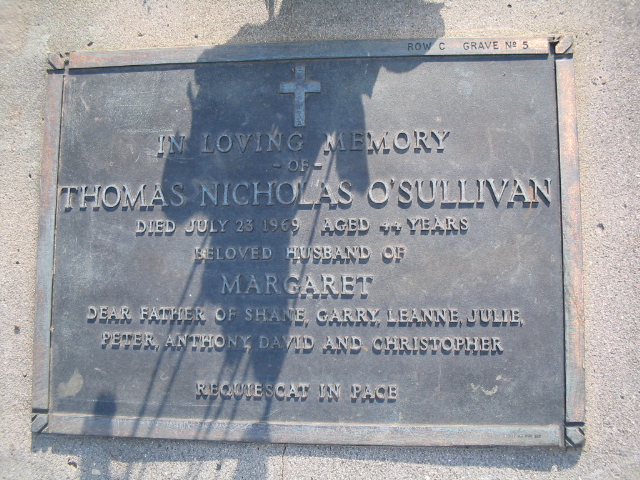 ROW C GRAVE Nº 5
IN LOVING MEMORY
- OF -
THOMAS NICHOLAS O'SULLIVAN
DIED JULY 23 1969 AGED 44 YEARS
BELOVED HUSBAND OF
MARGARET
DEAR FATHER OF SHANE, GARRY, LEANNE, JULIE,
PETER, ANTHONY, DAVID AND CHRISTOPHER
REQUIESCAT IN PACE